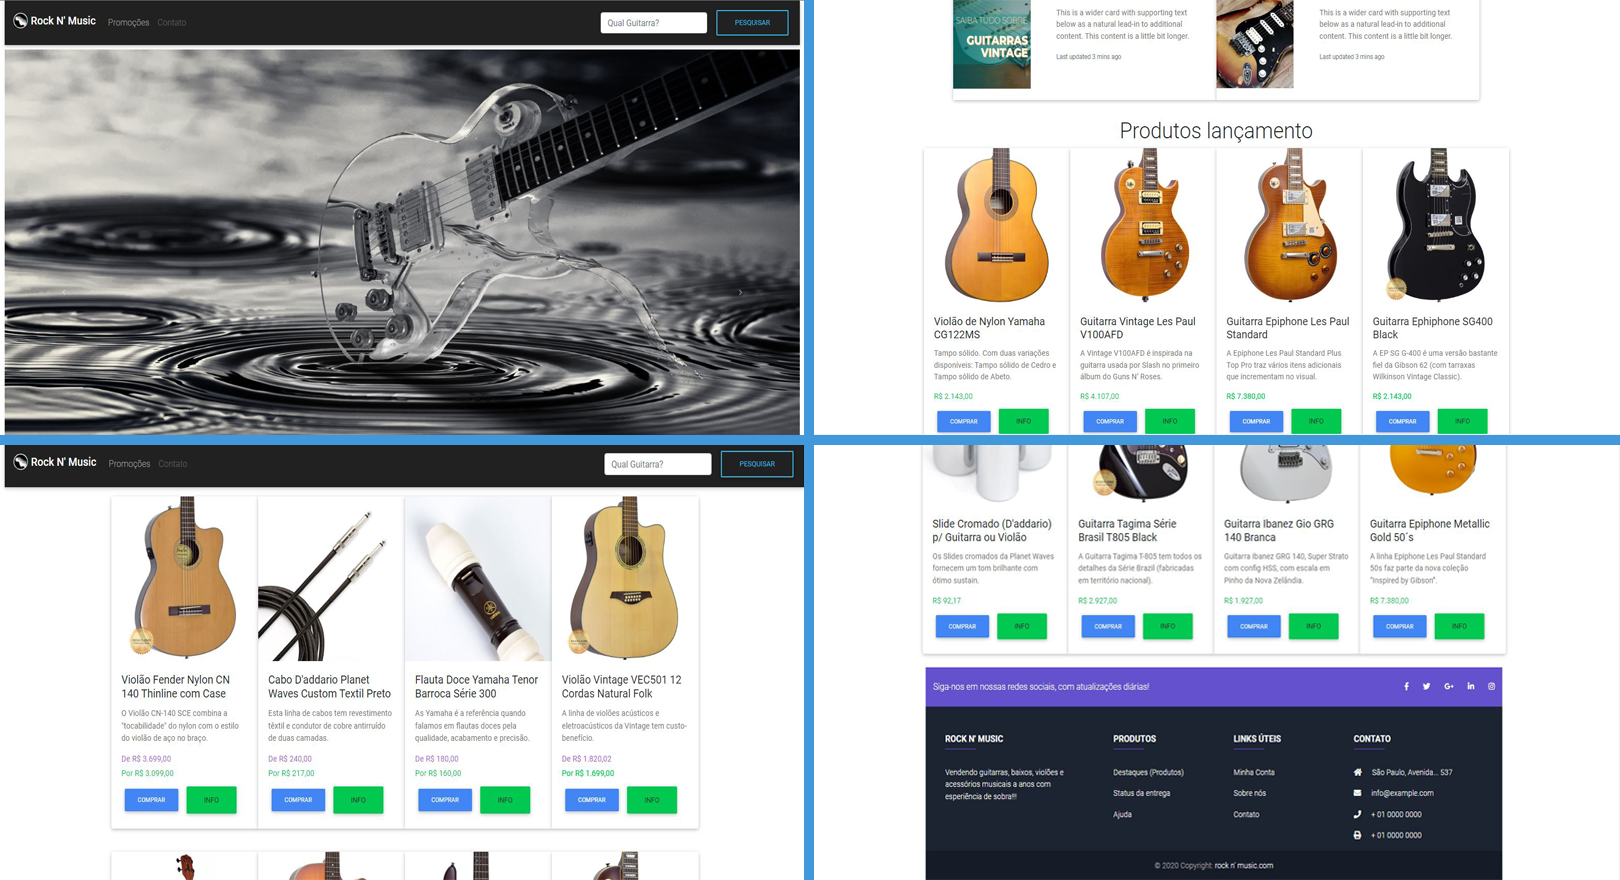 Rock N' Music Promoções Contato Qual Guitarra? PESQUISAR
SAIBA TUDO SOBRE
GUITARRAS
VINTAGE
This is a wider card with supporting text
below as a natural lead-in to additional
content. This content is a little bit longer.
Last updated 3 mins ago
This is a wider card with supporting text
below as a natural lead-in to additional
content. This content is a little bit longer.
Last updated 3 mins ago
Produtos lançamento
Violão de Nylon Yamaha
CG122MS
Tampo sólido. Com duas variações
disponíveis: Tampo sólido de Cedro e
Tampo sólido de Abeto.
R$ 2.143,00
COMPRAR INFO
Guitarra Vintage Les Paul
V100AFD
A Vintage V100AFD é inspirada na
guitarra usada por Slash no primeiro
álbum do Guns N' Roses.
R$ 4.107,00
COMPRAR INFO
Guitarra Epiphone Les Paul
Standard
A Epiphone Les Paul Standard Plus
Top Pro traz vários itens adicionais
que incrementam no visual.
R$ 7.380,00
COMPRAR INFO
Guitarra Ephiphone SG400
Black
A EP SG G-400 é uma versão bastante
fiel da Gibson 62 (com tarraxas
Wilkinson Vintage Classic).
R$ 2.143,00
COMPRAR INFO
Rock N' Music Promoções Contato Qual Guitarra? PESQUISAR
Violão Fender Nylon CN
140 Thinline com Case
O Violão CN-140 SCE combina a
"tocabilidade" do nylon com o estilo
do violão de aço no braço.
De R$ 3.699,00
Por R$ 3.099,00
COMPRAR INFO
Cabo D'addario Planet
Waves Custom Textil Preto
Esta linha de cabos tem revestimento
têxtil e condutor de cobre antirruído
de duas camadas.
De R$ 240,00
Por R$ 217,00
COMPRAR INFO
Flauta Doce Yamaha Tenor
Barroca Série 300
As Yamaha é a referência quando
falamos em flautas doces pela
qualidade, acabamento e precisão.
De R$ 180,00
Por R$ 160,00
COMPRAR INFO
Violão Vintage VEC501 12
Cordas Natural Folk
A linha de violões acústicos e
eletroacústicos da Vintage tem custo-
benefício.
De R$ 1.820,02
Por R$ 1.699,00
COMPRAR INFO
Slide Cromado (D'addario)
p/ Guitarra ou Violão
Os Slides cromados da Planet Waves
fornecem um tom brilhante com
ótimo sustain.
R$ 92,17
COMPRAR INFO
Guitarra Tagima Série
Brasil T805 Black
A Guitarra Tagima T-805 tem todos os
detalhes da Série Brazil (fabricadas
em território nacional).
R$ 2.927,00
COMPRAR INFO
Guitarra Ibanez Gio GRG
140 Branca
Guitarra Ibanez GRG 140, Super Strato
com config HSS, com escala em
Pinho da Nova Zelândia.
R$ 1.927,00
COMPRAR INFO
Guitarra Epiphone Metallic
Gold 50´s
A linha Epiphone Les Paul Standard
50s faz parte da nova coleção
"Inspired by Gibson".
R$ 7.380,00
COMPRAR INFO
Siga-nos em nossas redes sociais, com atualizações diárias!
ROCK N' MUSIC
Vendendo guitarras, baixos, violões e
acessórios musicais a anos com
esperiência de sobra!!!
PRODUTOS
Destaques (Produtos)
Status da entrega
Ajuda
LINKS ÚTEIS
Minha Conta
Sobre nós
Contato
CONTATO
São Paulo, Avenida... 537
info@example.com
+ 01 0000 0000
+ 01 0000 0000
© 2020 Copyright: rock n' music.com